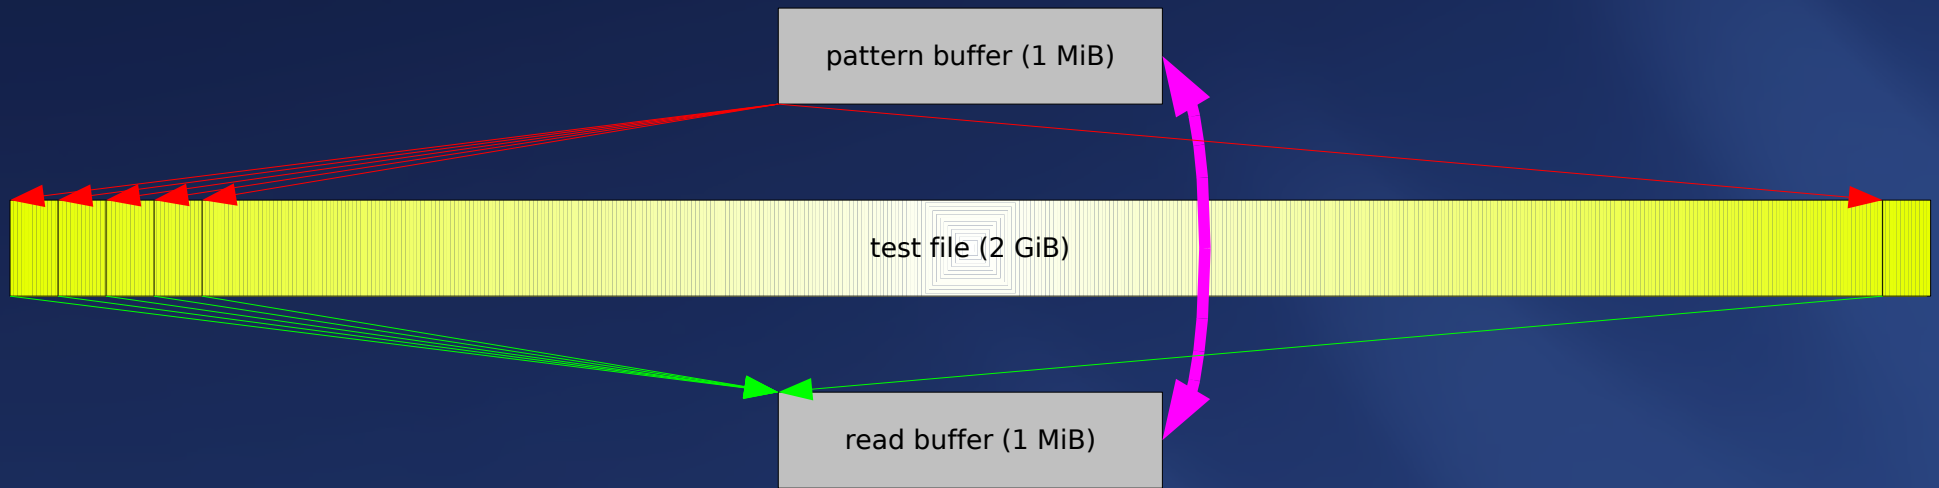 pattern buffer (1 MiB)
test file (2 GiB)
read buffer (1 MiB)